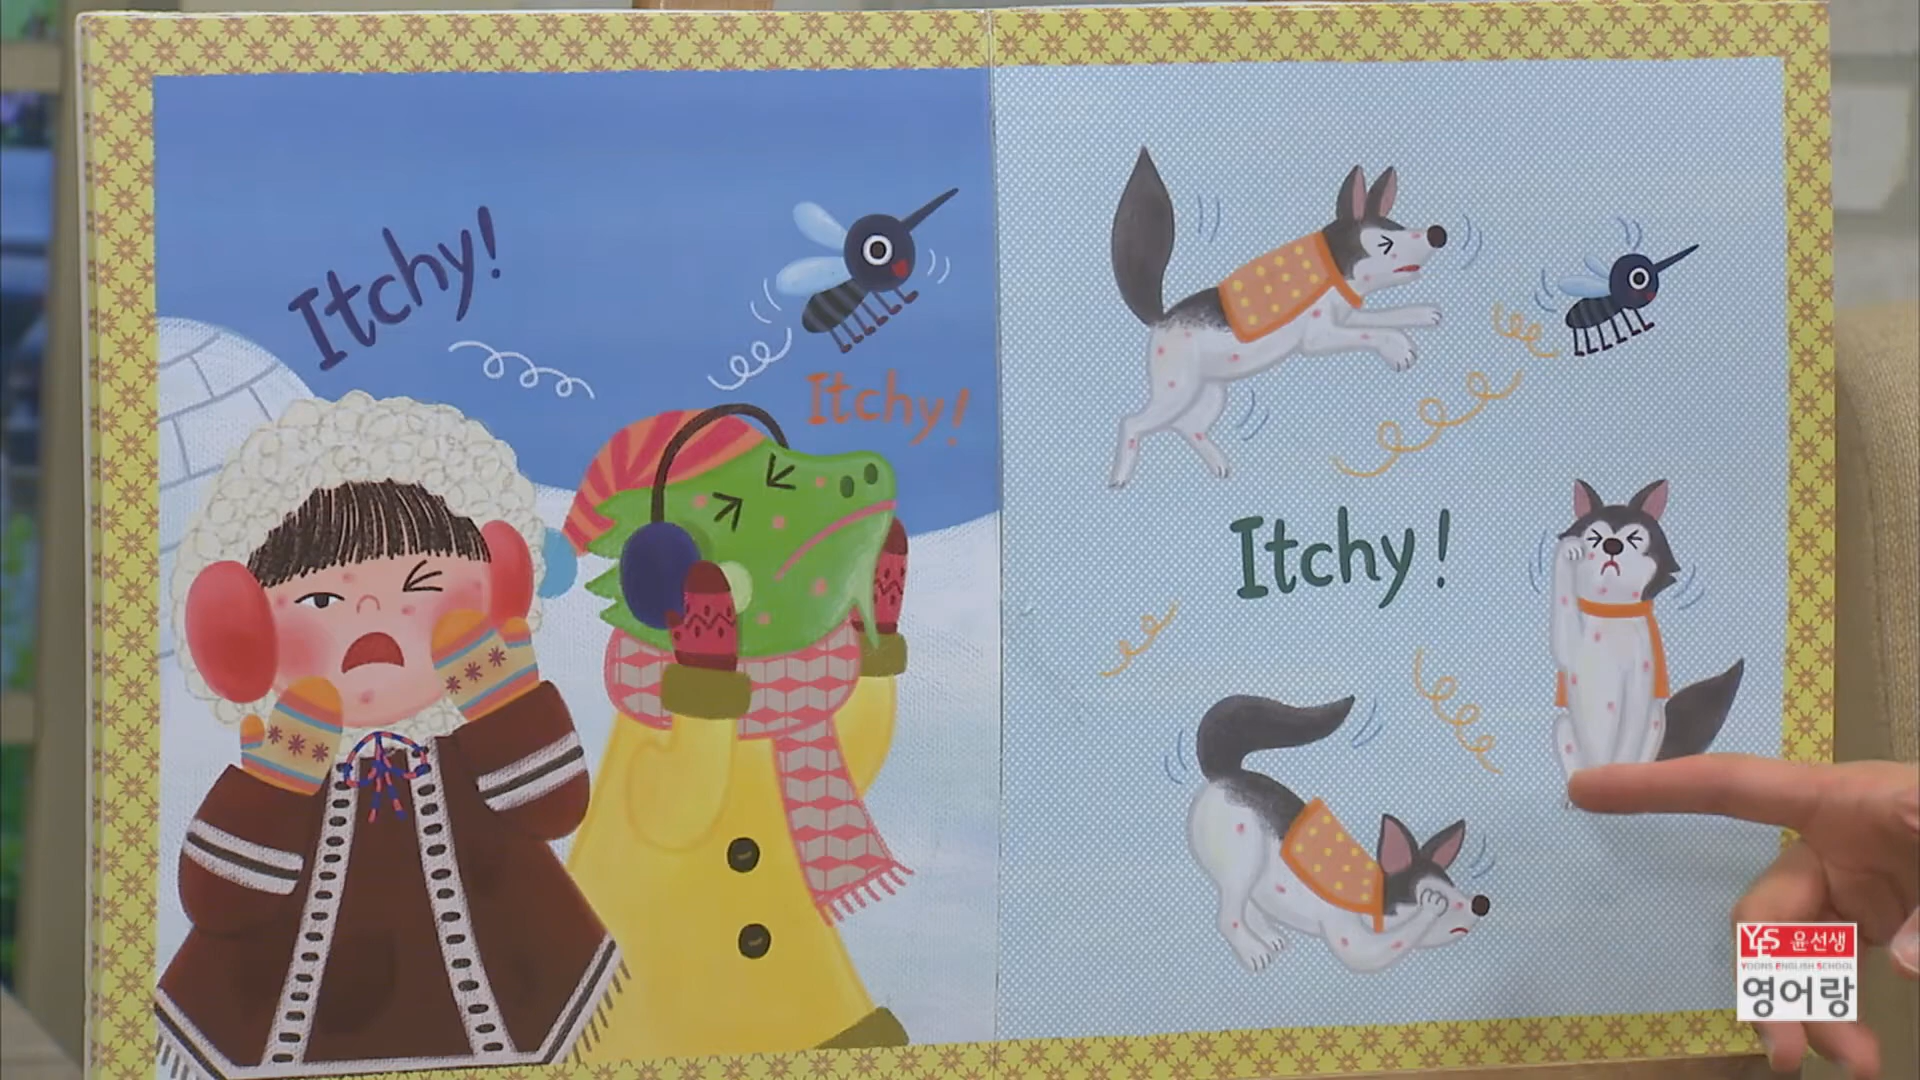 Itchy!
Itchy!
Itchy!
YES 윤선생
YOONS ENGLISH SCHOOL
영어랑